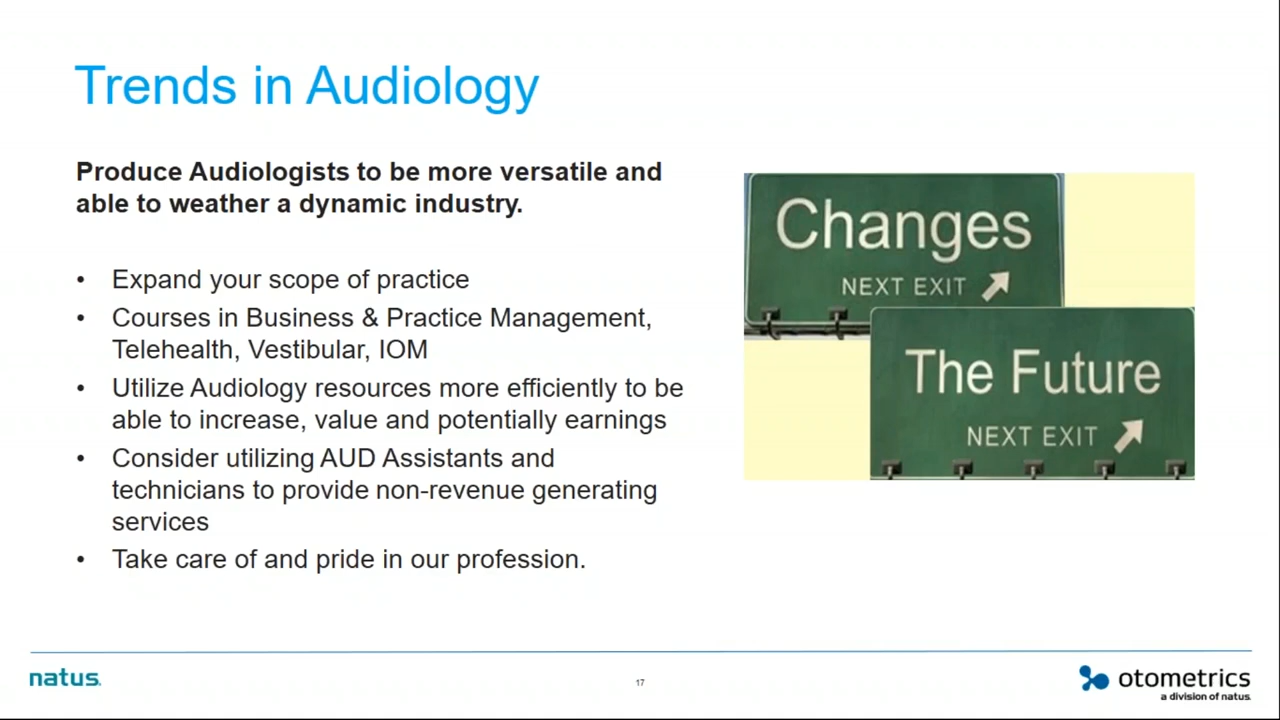 Trends in Audiology
Produce Audiologists to be more versatile and
able to weather a dynamic industry.
• Expand your scope of practice
• Courses in Business & Practice Management,
Telehealth, Vestibular, IOM
• Utilize Audiology resources more efficiently to be
able to increase, value and potentially earnings
• Consider utilizing AUD Assistants and
technicians to provide non-revenue generating
services
• Take care of and pride in our profession.
Changes
NEXT EXIT
The Future
NEXT EXIT
natus.
17
otometrics
a division of natus.